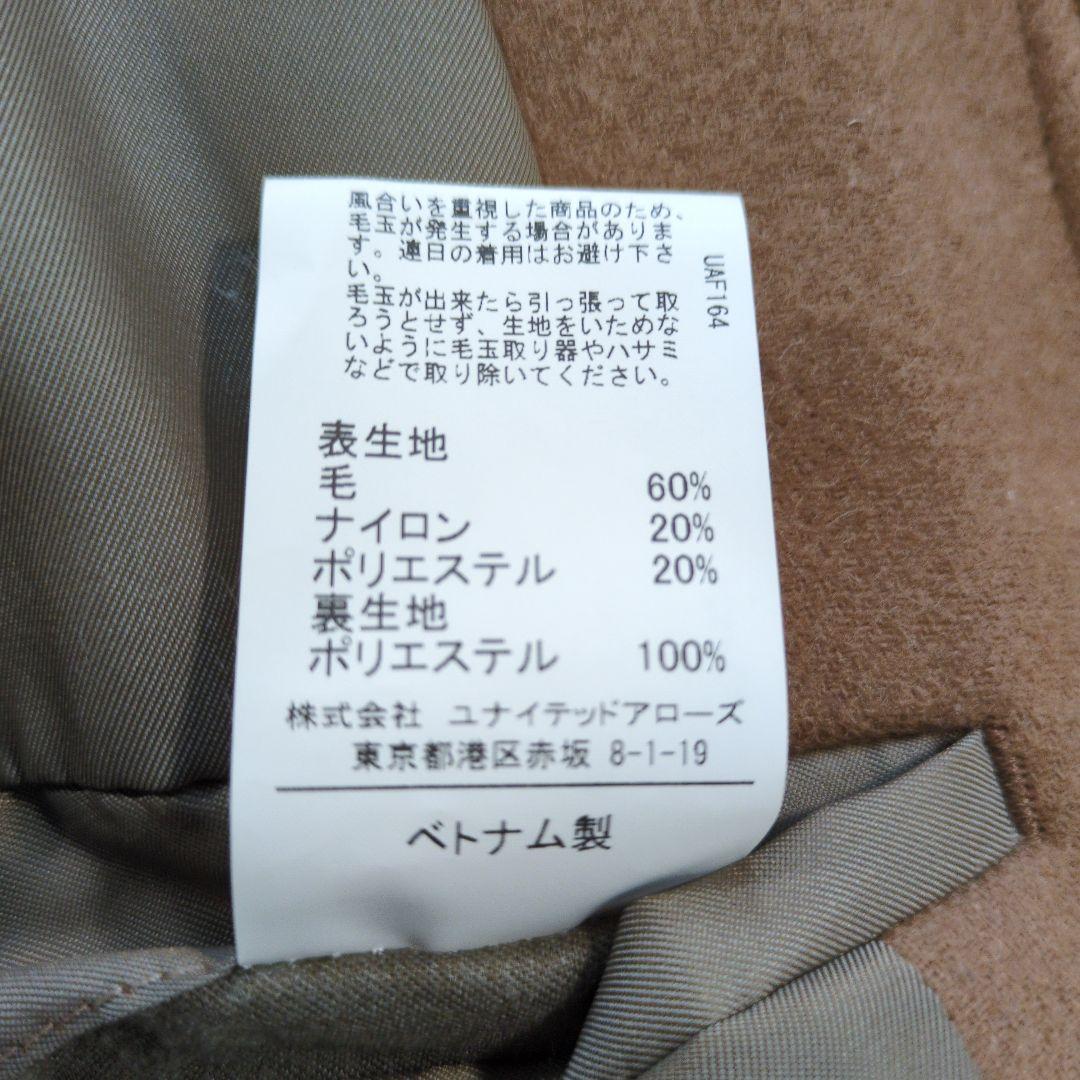 風合いを重視した商品のため、
毛玉が発生する場合がありま
す。連日の着用はお避け下さ
い。
毛玉が出来たら引っ張って取
ろうとせず、生地をいためな
いように毛玉取り器やハサミ
などで取り除いてください。
UAF164
表生地
毛 60%
ナイロン 20%
ポリエステル 20%
裏生地
ポリエステル 100%
株式会社 ユナイテッドアローズ
東京都港区赤坂 8-1-19
ベトナム製